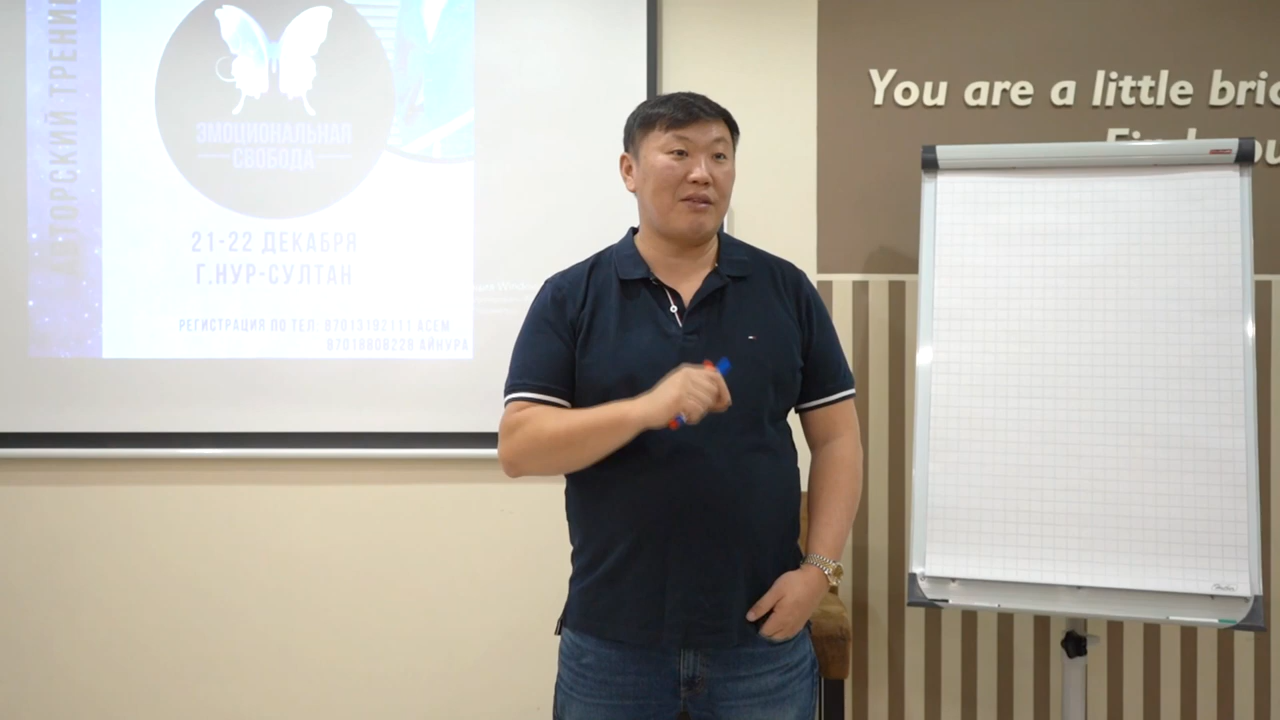 АВТОРСКИЙ ТРЕНИ
ЭМОЦИОНАЛЬНАЯ
СВОБОДА
21-22 ДЕКАБРЯ
Г.НУР-СУЛТАН
РЕГИСТРАЦИЯ ПО ТЕЛ. 87013192111 АСЕМ
87018808228 АЙНУРА
You are a little bri